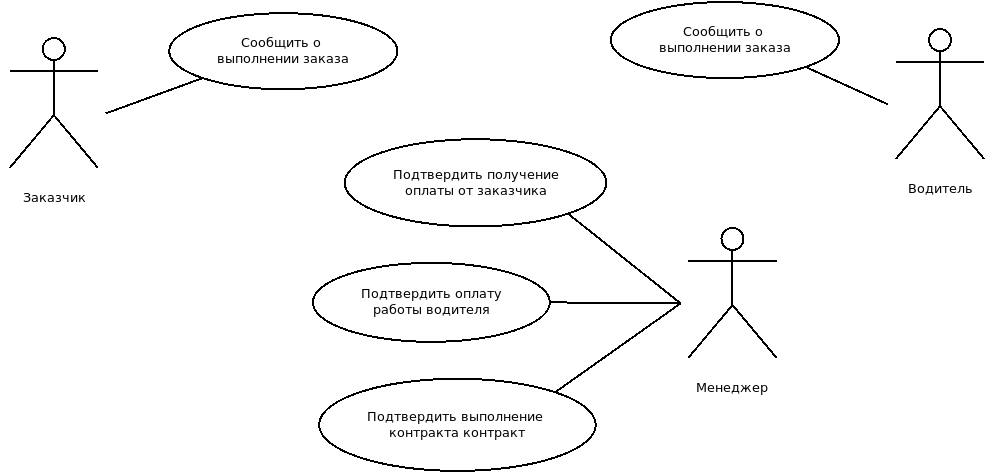 Сообщить о
выполнении заказа
Сообщить о
выполнении заказа
Заказчик
Водитель
Подтвердить получение
оплаты от заказчика
Подтвердить оплату
работы водителя
Менеджер
Подтвердить выполнение
контракта контракт